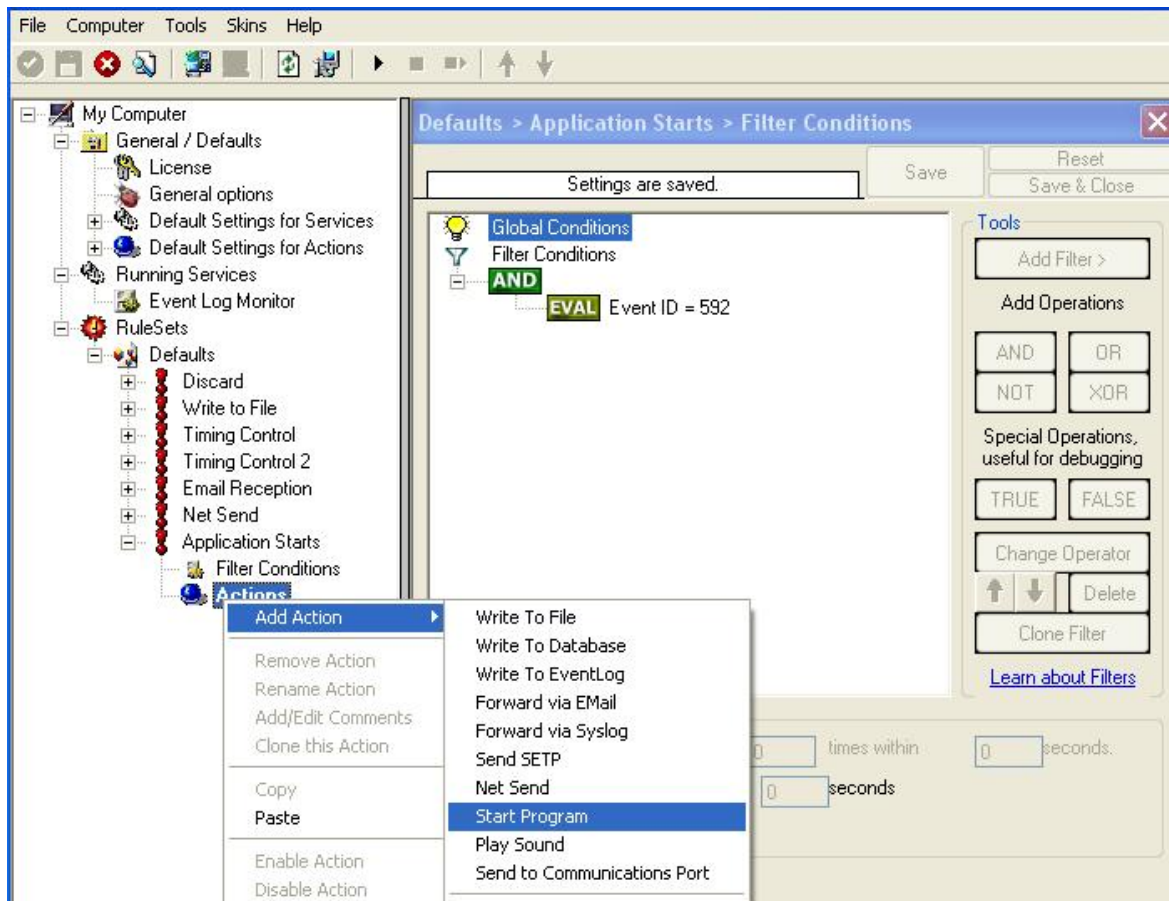 File Computer Tools Skins Help
My Computer
General / Defaults
License
General options
Default Settings for Services
Default Settings for Actions
Running Services
Event Log Monitor
RuleSets
Defaults
Discard
Write to File
Timing Control
Timing Control 2
Email Reception
Net Send
Application Starts
Filter Conditions
Actions
Defaults > Application Starts > Filter Conditions
Settings are saved.
Save
Reset
Save & Close
Global Conditions
Filter Conditions
AND
EVAL Event ID = 592
Tools
Add Filter >
Add Operations
AND OR
NOT XOR
Special Operations,
useful for debugging
TRUE FALSE
Change Operator
Delete
Clone Filter
Learn about Filters
0 times within 0 seconds.
0 seconds
Add Action
Remove Action
Rename Action
Add/Edit Comments
Clone this Action
Copy
Paste
Enable Action
Disable Action
Write To File
Write To Database
Write To EventLog
Forward via EMail
Forward via Syslog
Send SETP
Net Send
Start Program
Play Sound
Send to Communications Port